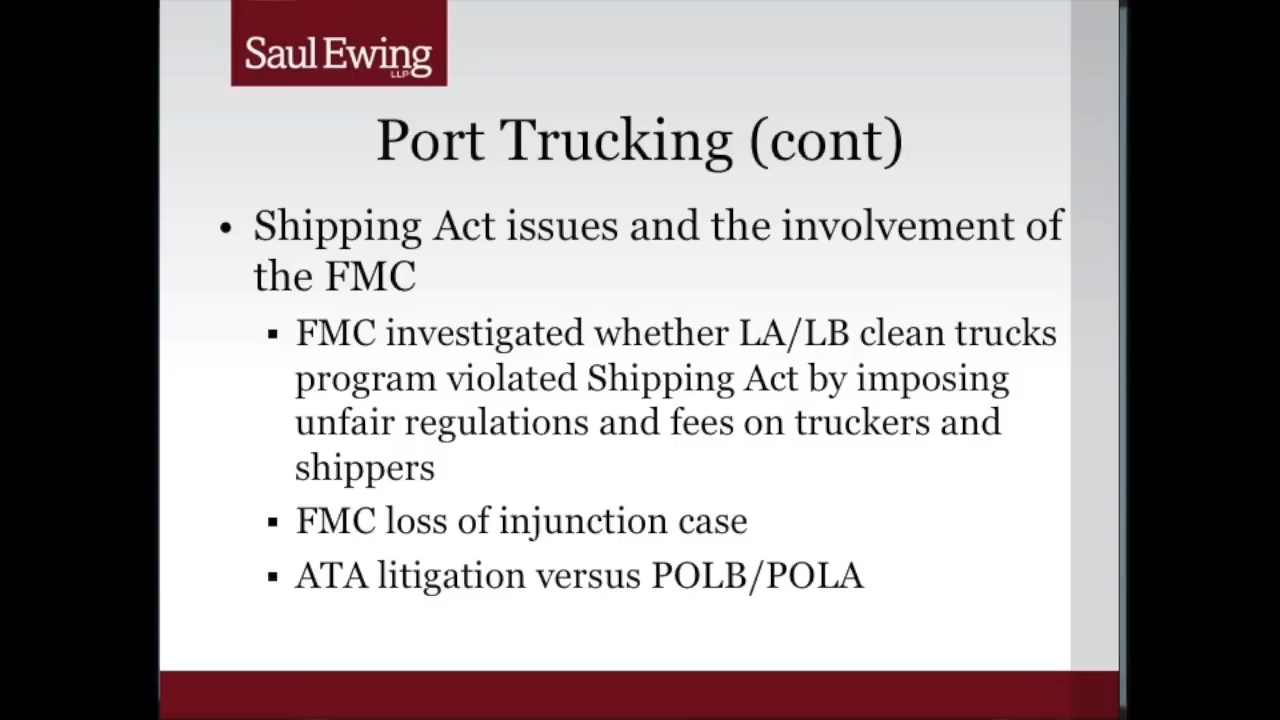 Saul Ewing
LLP
Port Trucking (cont)
• Shipping Act issues and the involvement of
the FMC
▪ FMC investigated whether LA/LB clean trucks
program violated Shipping Act by imposing
unfair regulations and fees on truckers and
shippers
▪ FMC loss of injunction case
▪ ATA litigation versus POLB/POLA